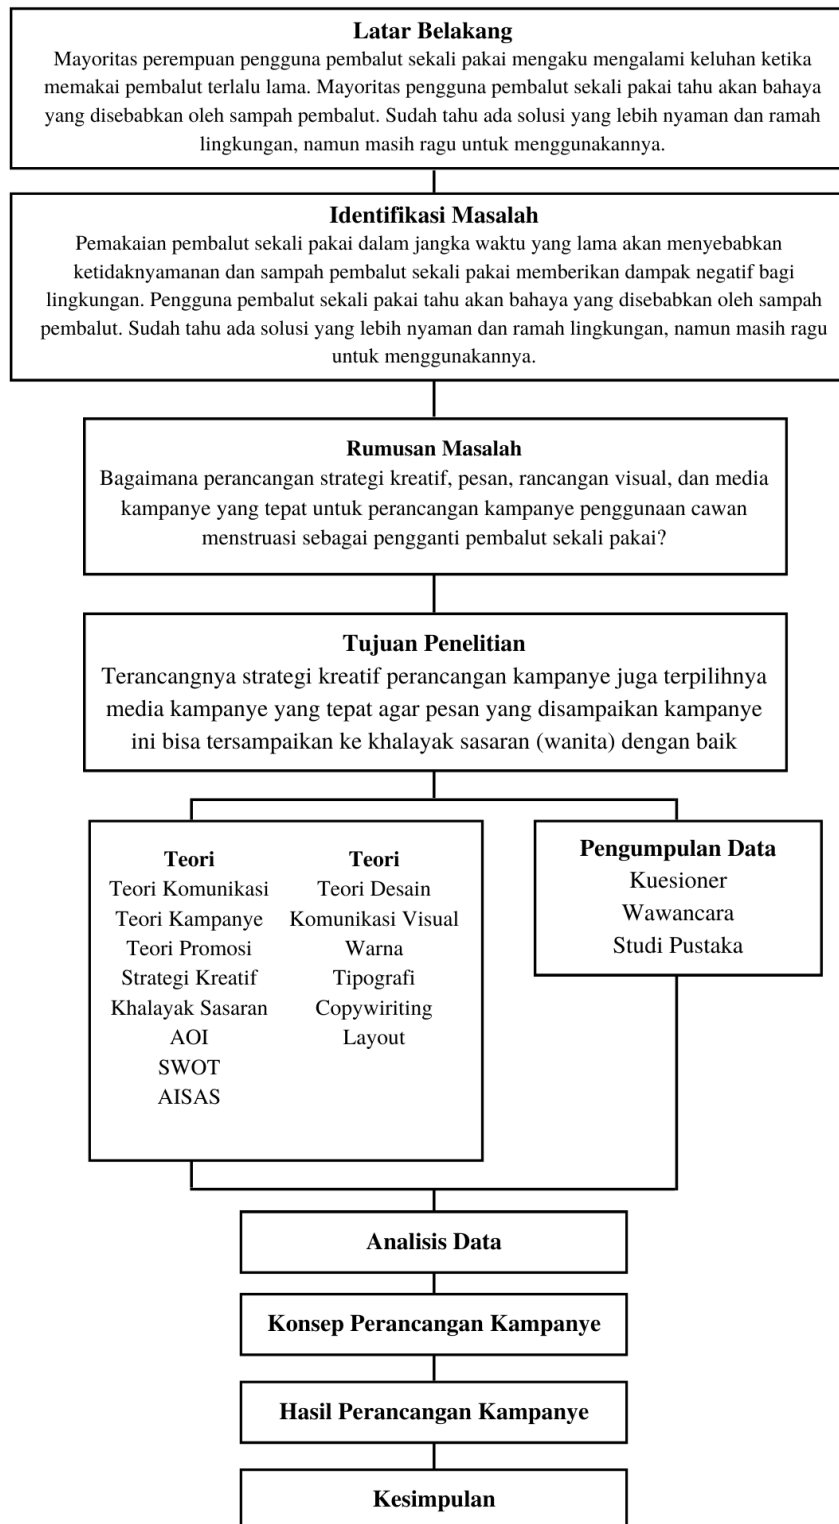 Latar Belakang
Mayoritas perempuan pengguna pembalut sekali pakai mengaku mengalami keluhan ketika
memakai pembalut terlalu lama. Mayoritas pengguna pembalut sekali pakai tahu akan bahaya
yang disebabkan oleh sampah pembalut. Sudah tahu ada solusi yang lebih nyaman dan ramah
lingkungan, namun masih ragu untuk menggunakannya.
Identifikasi Masalah
Pemakaian pembalut sekali pakai dalam jangka waktu yang lama akan menyebabkan
ketidaknyamanan dan sampah pembalut sekali pakai memberikan dampak negatif bagi
lingkungan. Pengguna pembalut sekali pakai tahu akan bahaya yang disebabkan oleh sampah
pembalut. Sudah tahu ada solusi yang lebih nyaman dan ramah lingkungan, namun masih ragu
untuk menggunakannya.
Rumusan Masalah
Bagaimana perancangan strategi kreatif, pesan, rancangan visual, dan media
kampanye yang tepat untuk perancangan kampanye penggunaan cawan
menstruasi sebagai pengganti pembalut sekali pakai?
Tujuan Penelitian
Terancangnya strategi kreatif perancangan kampanye juga terpilihnya
media kampanye yang tepat agar pesan yang disampaikan kampanye
ini bisa tersampaikan ke khalayak sasaran (wanita) dengan baik
Teori
Teori Komunikasi
Teori Kampanye
Teori Promosi
Strategi Kreatif
Khalayak Sasaran
AOI
SWOT
AISAS
Teori
Teori Desain
Komunikasi Visual
Warna
Tipografi
Copywiriting
Layout
Pengumpulan Data
Kuesioner
Wawancara
Studi Pustaka
Analisis Data
Konsep Perancangan Kampanye
Hasil Perancangan Kampanye
Kesimpulan